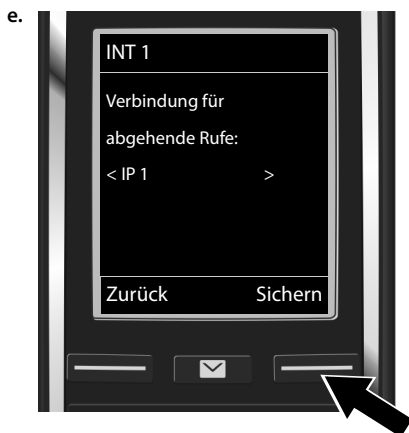 e.
INT 1
Verbindung für
abgehende Rufe:
< IP 1 >
Zurück Sichern